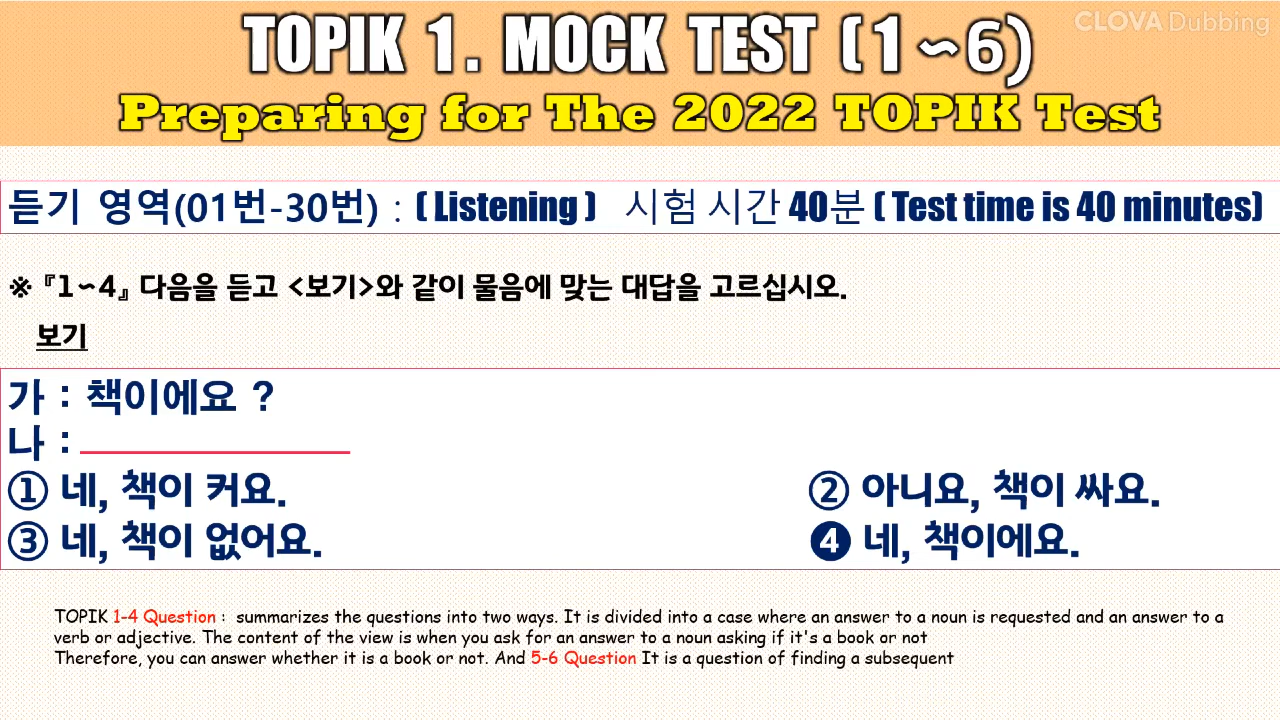 CLOVA Dubbing
TOPIK 1. MOCK TEST (1~6)
Preparing for The 2022 TOPIK Test
듣기 영역(01번-30번) : ( Listening ) 시험 시간 40분 ( Test time is 40 minutes)
※『1~4』다음을 듣고 <보기>와 같이 물음에 맞는 대답을 고르십시오.
보기
가 : 책이에요 ?
나 :
① 네, 책이 커요. ② 아니요, 책이 싸요.
③ 네, 책이 없어요. ❹ 네, 책이에요.
TOPIK 1-4 Question : summarizes the questions into two ways. It is divided into a case where an answer to a noun is requested and an answer to a
verb or adjective. The content of the view is when you ask for an answer to a noun asking if it's a book or not
Therefore, you can answer whether it is a book or not. And 5-6 Question It is a question of finding a subsequent